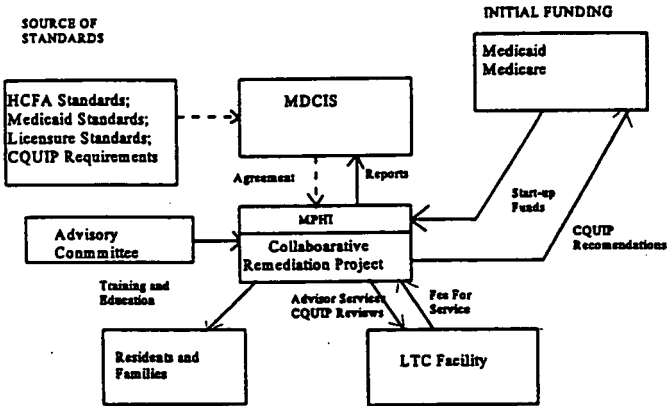 SOURCE OF
STANDARDS
INITIAL FUNDING
Medicaid
Medicare
HCFA Standards;
Medicaid Standards;
Licensure Standards;
CQUIP Requirements
MDCIS
Agreement
Reports
Start-up
Funds
CQUIP
Recomendations
MPHI
Collaboarative
Remediation Project
Advisory
Conmmittee
Training and
Education
Advisor Services
CQUIP Reviews
Fee For
Service
Residents and
Families
LTC Facility